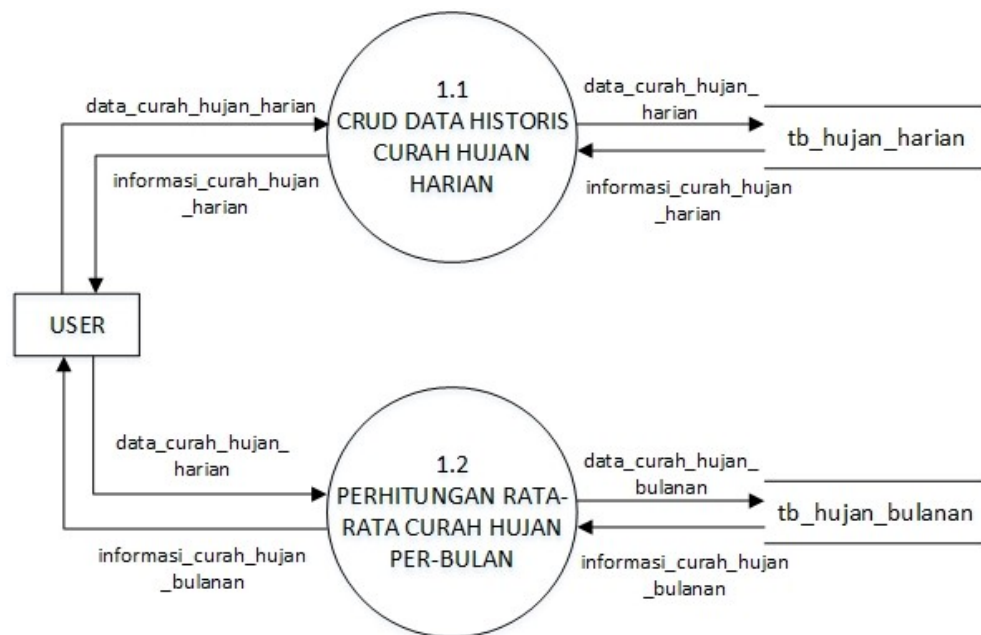 1.1
CRUD DATA HISTORIS
CURAH HUJAN
HARIAN
data_curah_hujan_harian
informasi_curah_hujan
_harian
data_curah_hujan_
harian
informasi_curah_hujan
_harian
tb_hujan_harian
USER
data_curah_hujan_
harian
informasi_curah_hujan
_bulanan
1.2
PERHITUNGAN RATA-
RATA CURAH HUJAN
PER-BULAN
data_curah_hujan_
bulanan
informasi_curah_hujan
_bulanan
tb_hujan_bulanan